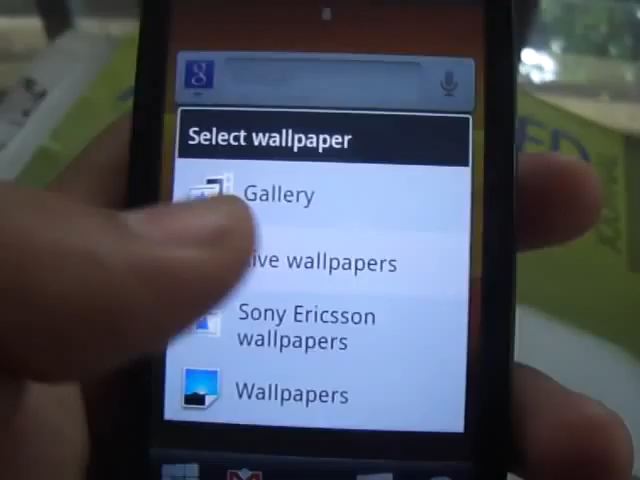 g
Select wallpaper
Gallery
ive wallpapers
Sony Ericsson
wallpapers
Wallpapers